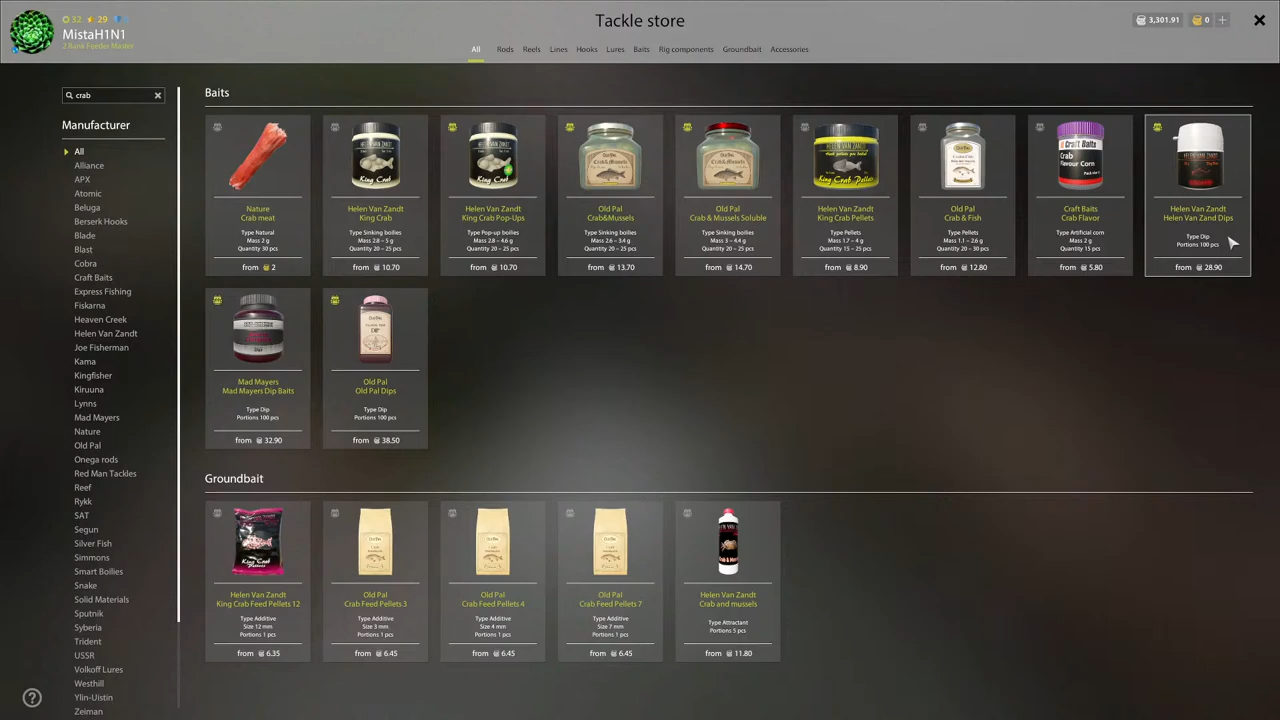 32 29
MistaH1N1
2 Bank Feeder Master
Tackle store
3,301.91 0 +
All Rods Reels Lines Hooks Lures Baits Rig components Groundbait Accessories
crab
Manufacturer
All
Alliance
APX
Atomic
Beluga
Berserk Hooks
Blade
Blast
Cobra
Craft Baits
Express Fishing
Fiskarna
Heaven Creek
Helen Van Zandt
Joe Fisherman
Kama
Kingfisher
Kiruuna
Lynns
Mad Mayers
Nature
Old Pal
Omega rods
Red Man Tackles
Reef
Rykk
SAT
Segun
Silver Fish
Simmons
Smart Boilies
Snake
Solid Materials
Sputnik
Syberia
Trident
USSR
Volkoff Lures
Westhill
Ylin-Uistin
Zeiman
Baits
Nature
Crab meat
Type Natural
Mass 2 g
Quantity 30 pcs
from 2
Helen Van Zandt
King Crab
Type Sinking boilies
Mass 2.8 – 5 g
Quantity 20 – 25 pcs
from 10.70
Helen Van Zandt
King Crab Pop-Ups
Type Pop-up boilies
Mass 2.8 – 4.6 g
Quantity 20 – 25 pcs
from 10.70
Old Pal
Crab&Mussels
Type Sinking boilies
Mass 2.6 – 3.4 g
Quantity 20 – 25 pcs
from 13.70
Old Pal
Crab & Mussels Soluble
Type Sinking boilies
Mass 3 – 4.4 g
Quantity 20 – 25 pcs
from 14.70
Helen Van Zandt
King Crab Pellets
Type Pellets
Mass 1.7 – 4 g
Quantity 15 – 25 pcs
from 8.90
Old Pal
Crab & Fish
Type Pellets
Mass 1.1 – 2.6 g
Quantity 20 – 30 pcs
from 12.80
Craft Baits
Crab Flavour Corn
Craft Baits
Crab Flavor
Type Artificial corn
Mass 2 g
Quantity 15 pcs
from 5.80
Helen Van Zandt
Helen Van Zand Dips
Type Dip
Portions 100 pcs
from 28.90
Mad Mayers
Mad Mayers Dip Baits
Type Dip
Portions 100 pcs
from 32.90
Old Pal
Old Pal Dips
Type Dip
Portions 100 pcs
from 38.50
Groundbait
Helen Van Zandt
King Crab Feed Pellets 12
Type Additive
Size 12 mm
Portions 1 pcs
from 6.35
Old Pal
Crab Feed Pellets 3
Type Additive
Size 3 mm
Portions 1 pcs
from 6.45
Old Pal
Crab Feed Pellets 4
Type Additive
Size 4 mm
Portions 1 pcs
from 6.45
Old Pal
Crab Feed Pellets 7
Type Additive
Size 7 mm
Portions 1 pcs
from 6.45
Helen Van Zandt
Crab and mussels
Type Attractant
Portions 5 pcs
from 11.80
?